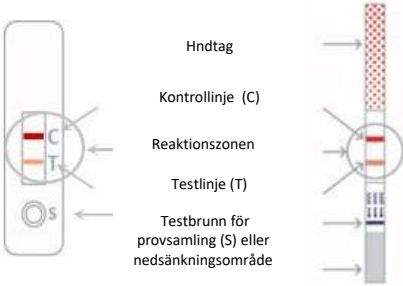 Hndtag
Kontrollinje (C)
C
Reaktionszonen
T
Testlinje (T)
S
Testbrunn för
provsamling (S) eller
nedsänkningsområde